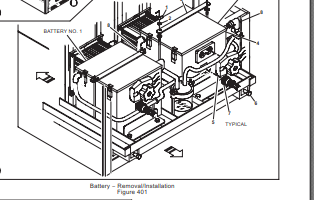 BATTERY NO. 1
TYPICAL
Battery – Removal/Installation
Figure 401